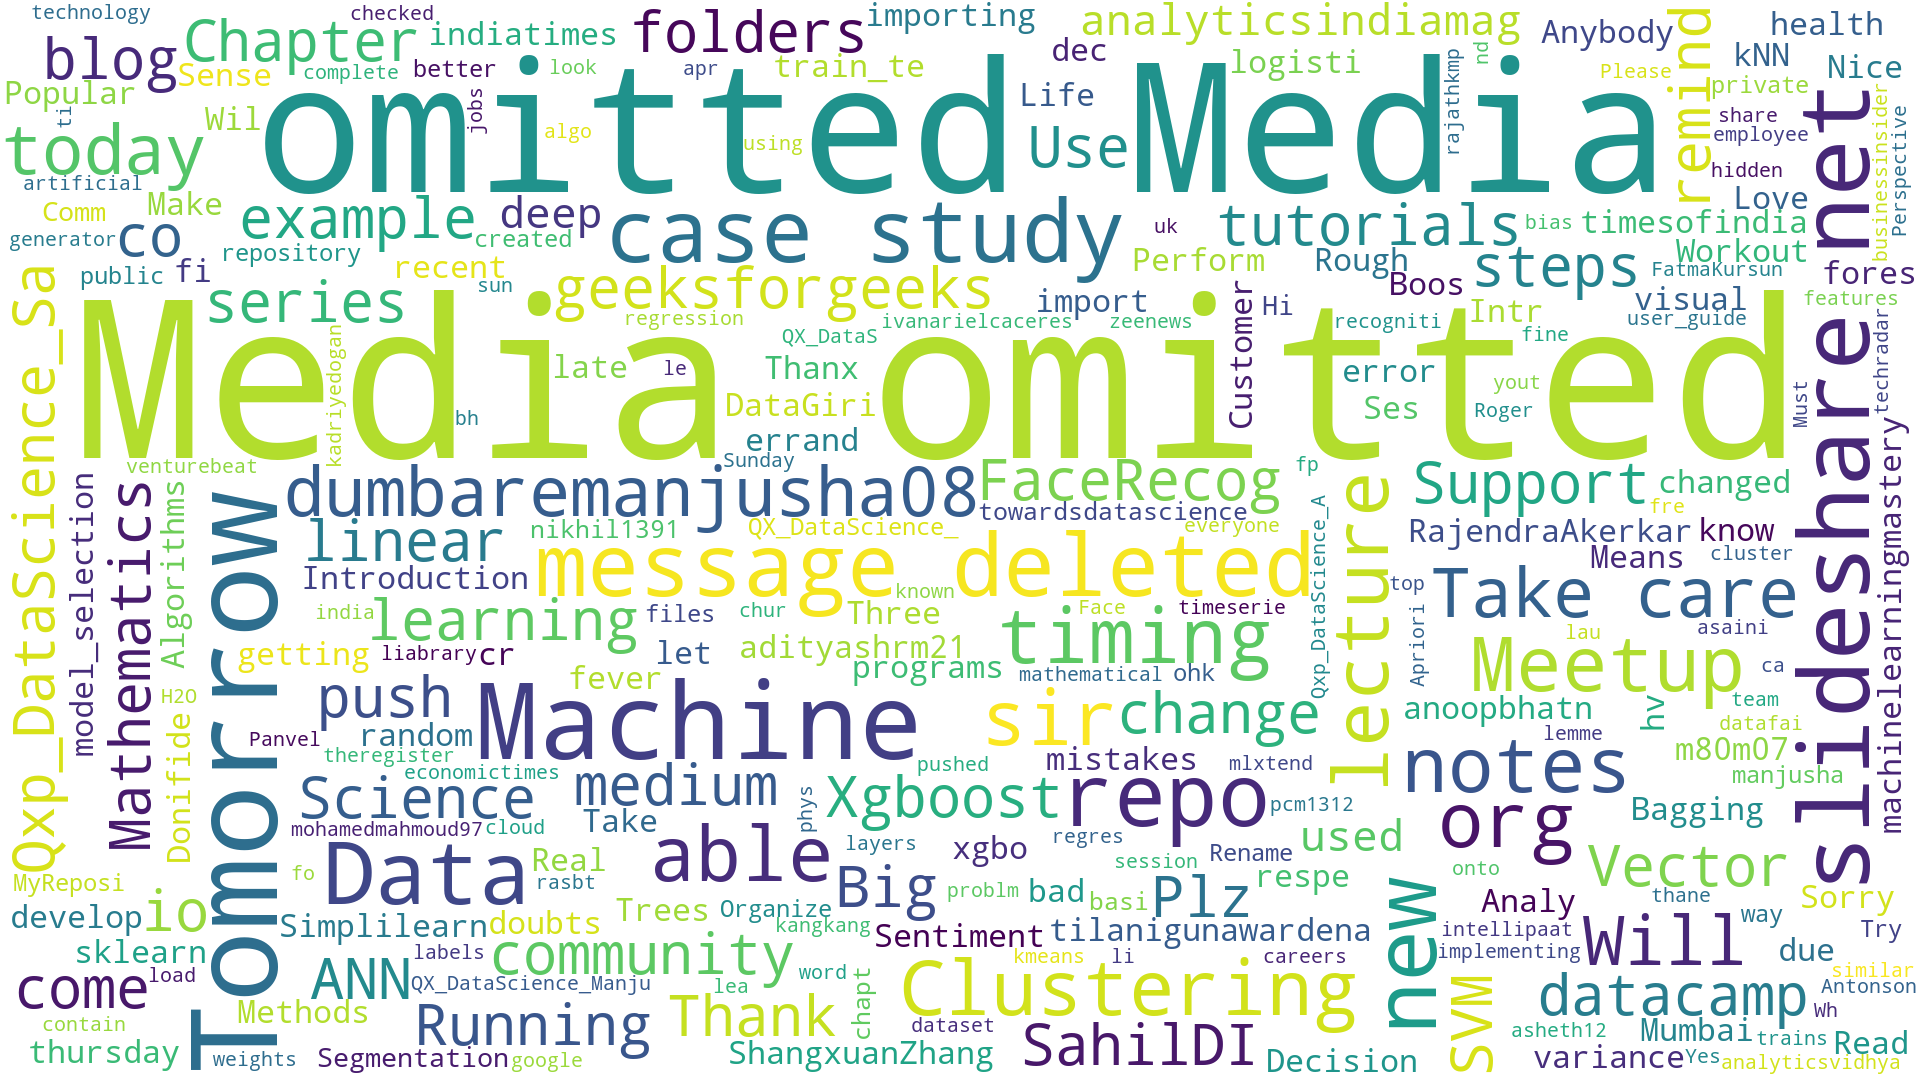 technology
checked
blog
Chapter
indiatimes
folders
importing
analyticsindiamag
Anybody
health
Sense
complete
better
look
apr
train_te
dec
logisti
nd
remind
kNN
Nice
Please
Popular
ti
Wil
jobs
algo
using
Life
Use
rajathkmp
private
share
employee
hidden
Love
net
businessinsider
Perspective
today
omitted Media
artificial
Comm
Make
generator
co
example
deep
case study
uk
tutorials
bias
timesofindia
Workout
repository
created
public
fi
recent
sun
Perform
Rough
steps
FatmaKursun
fores
Qxp_DataScience_Sa
series
geeksforgeeks
import
Customer
Hi
Boos
Intr
visual
features
regression
QX_DataS
ivanarielcaceres
zeenews
recogniti
fine
user_guide
Media omitted
kadriyedogan
late
le
Thanx
error
yout
techradar
bh
DataGiri
Ses
Roger
Must
errand
venturebeat
Sunday
fp
slideshare
machinelearningmastery
model_selection
Mathematics
Algorithms
Tomorrow
dumbaremanjusha08
FaceRecog
lecture
Support
changed
towardsdatascience
fre
linear
nikhil1391
QX_DataScience_
everyone
Qxp_DataScience_A
RajendraAkerkar
know
Introduction
message deleted
Means
cluster
known
top
Take care
india
learning
files
chur
Three
Face
timeserie
Apriori
lau
asaini
getting
liabrary
cr
let
adityashrm21
timing
Meetup
ca
H2O
fever
programs
mathematical
ohk
team
Donifide
push
Machine
sir
change
anoopbhatn
hv
datafai
Panvel
random
lemme
theregister
mistakes
mlxtend
notes
m80m07
economictimes
pushed
manjusha
Science
medium
Xgboost
repo
pcm1312
org
Bagging
mohamedmahmoud97
cloud
Take
phys
layers
regres
used
xgbo
Rename
Data
able
Real
session
respe
onto
Vector
MyReposi
fo
rasbt
Big
problm
bad
basi
Plz
new
Analy
thane
Sorry
develop
io
Simplilearn
doubts
Trees
Organize
kangkang
Sentiment
tilanigunawardena
intellipaat
Will
way
Try
sklearn
labels
community
kmeans
li
careers
implementing
due
come
load
ANN
QX_DataScience_Manju
word
lea
chapt
Clustering
SVM
datacamp
similar
Antonson
contain
Methods
Running
Thank
dataset
asheth12
Mumbai
trains
Wh
Read
thursday
weights
Segmentation
google
ShangxuanZhang
SahilDI
Decision
variance
Yes
analyticsvidhya